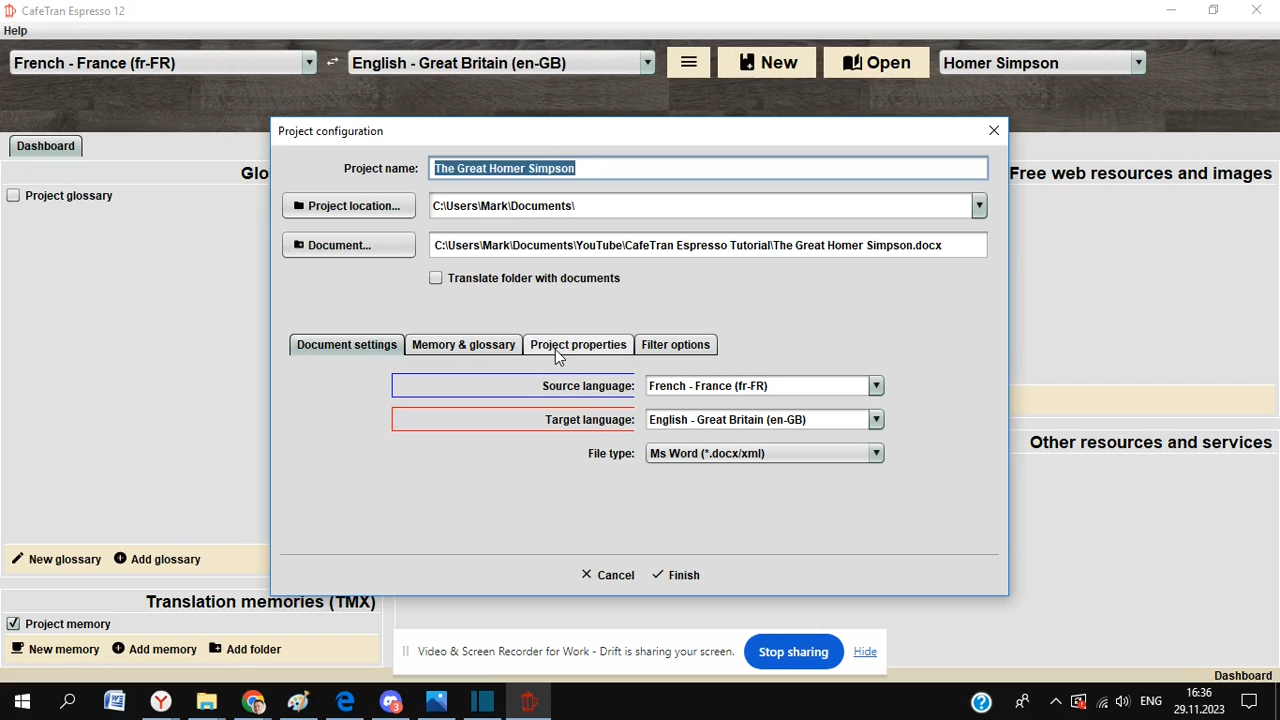 CafeTran Espresso 12
Help
French - France (fr-FR)
English - Great Britain (en-GB)
New
Open
Homer Simpson
Dashboard
Project configuration
Project name:
The Great Homer Simpson
Project location...
C:\Users\Mark\Documents\
Document...
C:\Users\Mark\Documents\YouTube\CafeTran Espresso Tutorial\The Great Homer Simpson.docx
Translate folder with documents
Document settings
Memory & glossary
Project properties
Filter options
Source language:
French - France (fr-FR)
Target language:
English - Great Britain (en-GB)
File type:
Ms Word (*.docx/xml)
Cancel
Finish
Glo
Project glossary
New glossary
Add glossary
Translation memories (TMX)
Project memory
New memory
Add memory
Add folder
Free web resources and images
Other resources and services
Dashboard
Video & Screen Recorder for Work - Drift is sharing your screen.
Stop sharing
Hide
ENG
16:36
29.11.2023